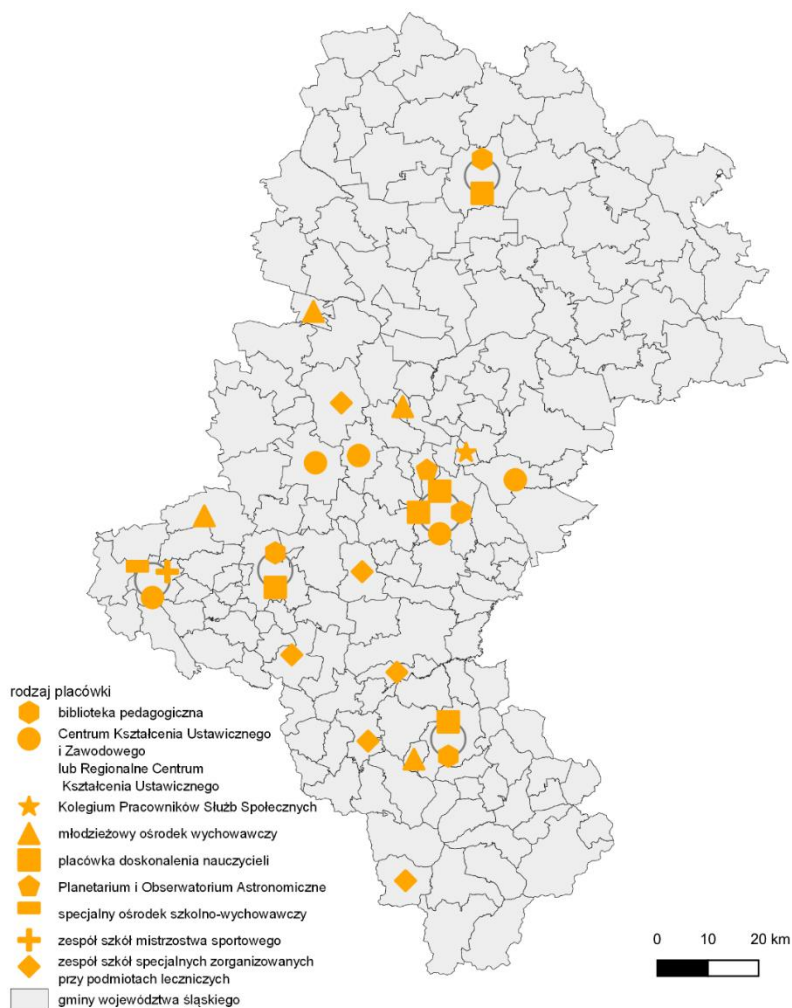 rodzaj placówki
biblioteka pedagogiczna
Centrum Kształcenia Ustawicznego
i Zawodowego
lub Regionalne Centrum
Kształcenia Ustawicznego
Kolegium Pracowników Służb Społecznych
młodzieżowy ośrodek wychowawczy
placówka doskonalenia nauczycieli
Planetarium i Obserwatorium Astronomiczne
specjalny ośrodek szkolno-wychowawczy
zespół szkół mistrzostwa sportowego
zespół szkół specjalnych zorganizowanych
przy podmiotach leczniczych
gminy województwa śląskiego
0 10 20 km